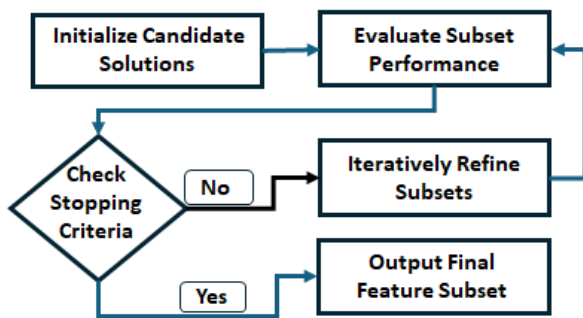 Initialize Candidate
Solutions
Evaluate Subset
Performance
Check
Stopping
Criteria
No
Iteratively Refine
Subsets
Yes
Output Final
Feature Subset